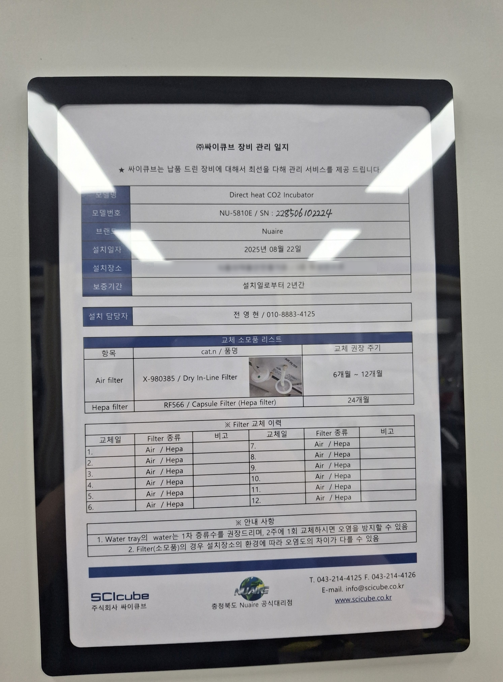 ㈜싸이큐브 장비 관리 일지
★ 싸이큐브는 납품 드린 장비에 대해서 최선을 다해 관리 서비스를 제공 드립니다.
모델명 Direct heat CO2 Incubator
모델번호 NU-5810E / SN : 228506102224
브랜드 Nuaire
설치일자 2025년 08월 22일
설치장소
보증기간 설치일로부터 2년간
설치 담당자 전 영 현 / 010-8883-4125
교체 소모품 리스트
항목 cat.n / 품명 교체 권장 주기
Air filter X-980385 / Dry In-Line Filter 6개월 ~ 12개월
Hepa filter RF566 / Capsule Filter (Hepa filter) 24개월
※ Filter 교체 이력
교체일 Filter 종류 비고 교체일 Filter 종류 비고
1. Air / Hepa 7. Air / Hepa
2. Air / Hepa 8. Air / Hepa
3. Air / Hepa 9. Air / Hepa
4. Air / Hepa 10. Air / Hepa
5. Air / Hepa 11. Air / Hepa
6. Air / Hepa 12. Air / Hepa
※ 안내 사항
1. Water tray의 water는 1차 증류수를 권장드리며, 2주에 1회 교체하시면 오염을 방지할 수 있음
2. Filter(소모품)의 경우 설치장소의 환경에 따라 오염도의 차이가 다를 수 있음
SCIcube
주식회사 싸이큐브
NUAIRE
충청북도 Nuaire 공식대리점
T. 043-214-4125 F. 043-214-4126
E-mail. info@scicube.co.kr
www.scicube.co.kr